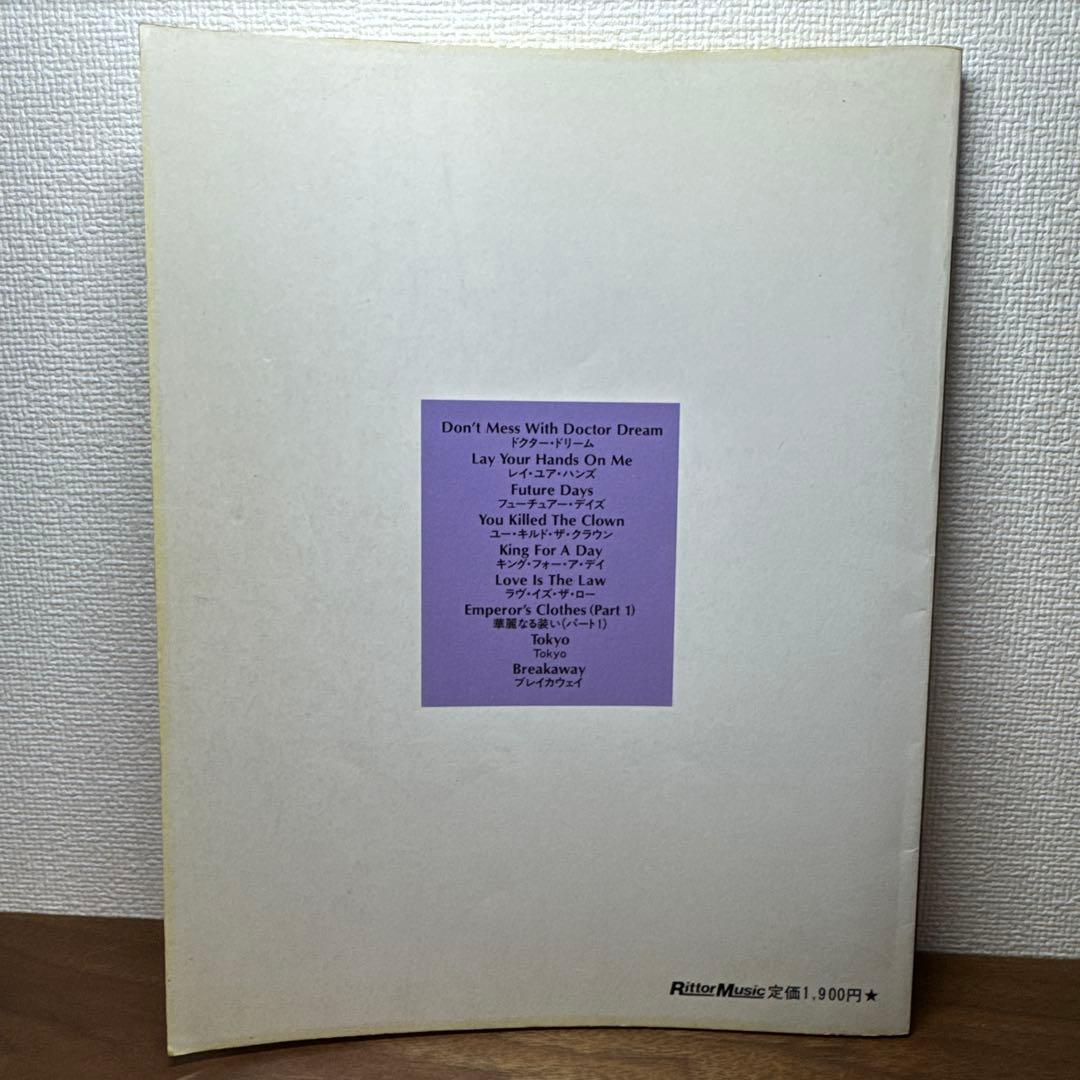 Don't Mess With Doctor Dream
ドクター・ドリーム
Lay Your Hands On Me
レイ・ユア・ハンズ
Future Days
フューチュアー・デイズ
You Killed The Clown
ユー・キルド・ザ・クラウン
King For A Day
キング・フォー・ア・デイ
Love Is The Law
ラヴ・イズ・ザ・ロー
Emperor's Clothes (Part 1)
華麗なる装い(パート1)
Tokyo
Tokyo
Breakaway
ブレイカウェイ
Rittor Music 定価1,900円★